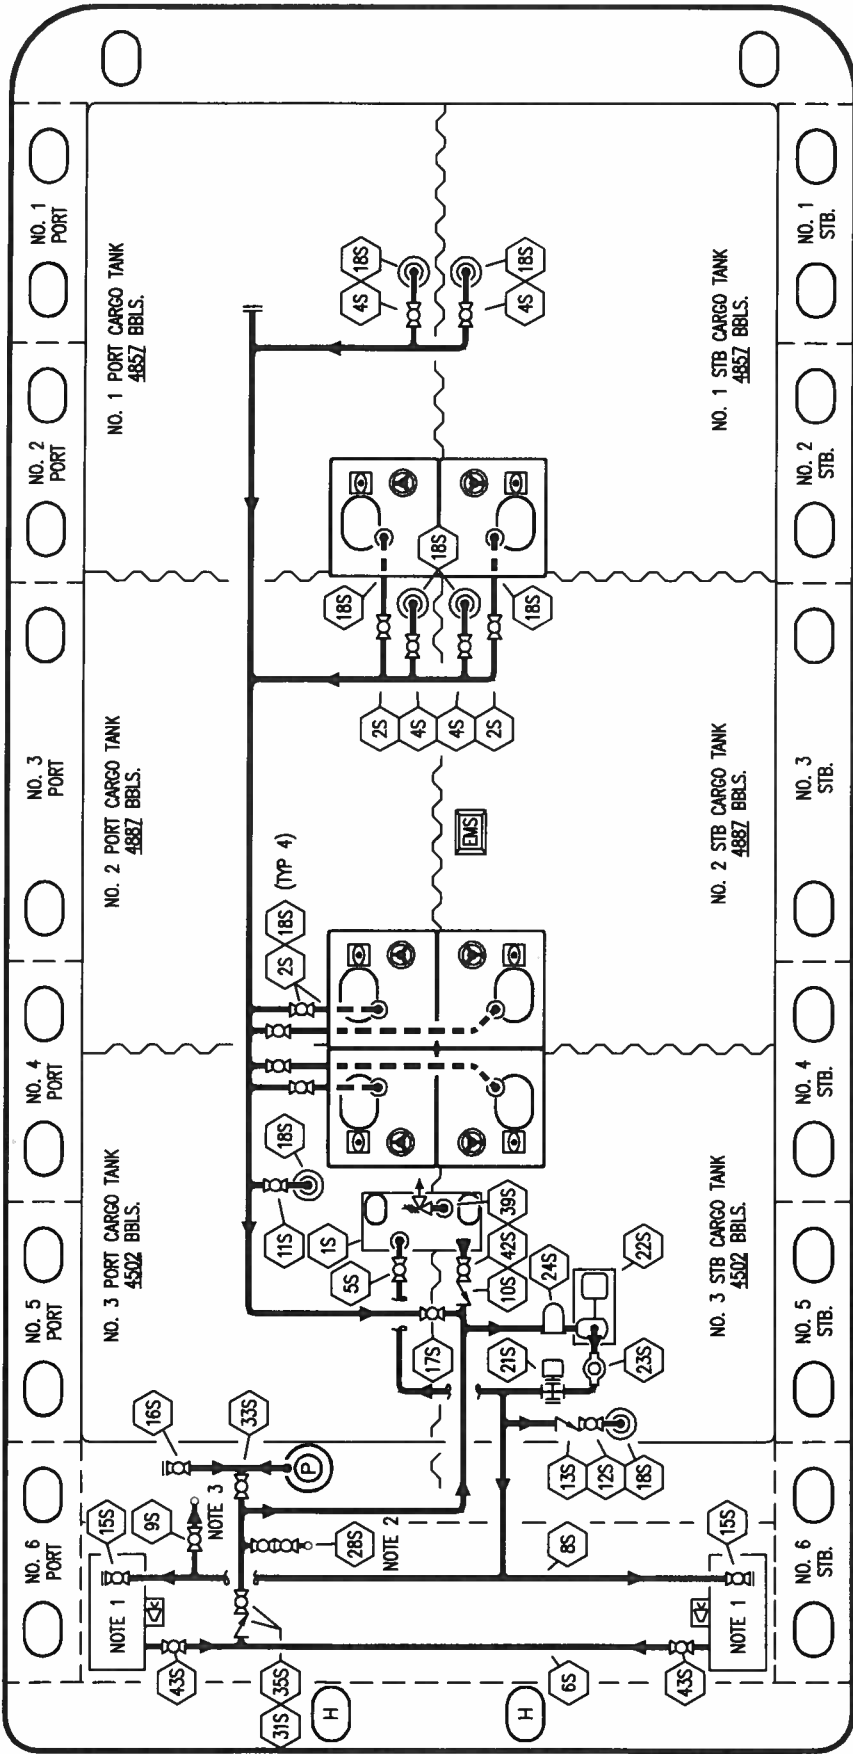 NO. 6
PORT
NO. 5
PORT
NO. 4
PORT
NO. 3
PORT
NO. 2
PORT
NO. 1
PORT
NOTE 1
15S
9S
16S
NO. 3 PORT CARGO TANK
4502 BBLS.
NO. 2 PORT CARGO TANK
4887 BBLS.
NO. 1 PORT CARGO TANK
4857 BBLS.
43S
NOTE 3
33S
31S
35S
P
11S
18S
2S
18S
(TYP 4)
H
28S
NOTE 2
1S
5S
18S
4S
18S
2S
4S
4S
2S
18S
17S
EMS
18S
4S
18S
H
39S
42S
10S
21S
24S
6S
8S
13S
12S
18S
23S
22S
43S
NOTE 1
15S
NO. 3 STB CARGO TANK
4502 BBLS.
NO. 2 STB CARGO TANK
4887 BBLS.
NO. 1 STB CARGO TANK
4857 BBLS.
NO. 6
STB.
NO. 5
STB.
NO. 4
STB.
NO. 3
STB.
NO. 2
STB.
NO. 1
STB.